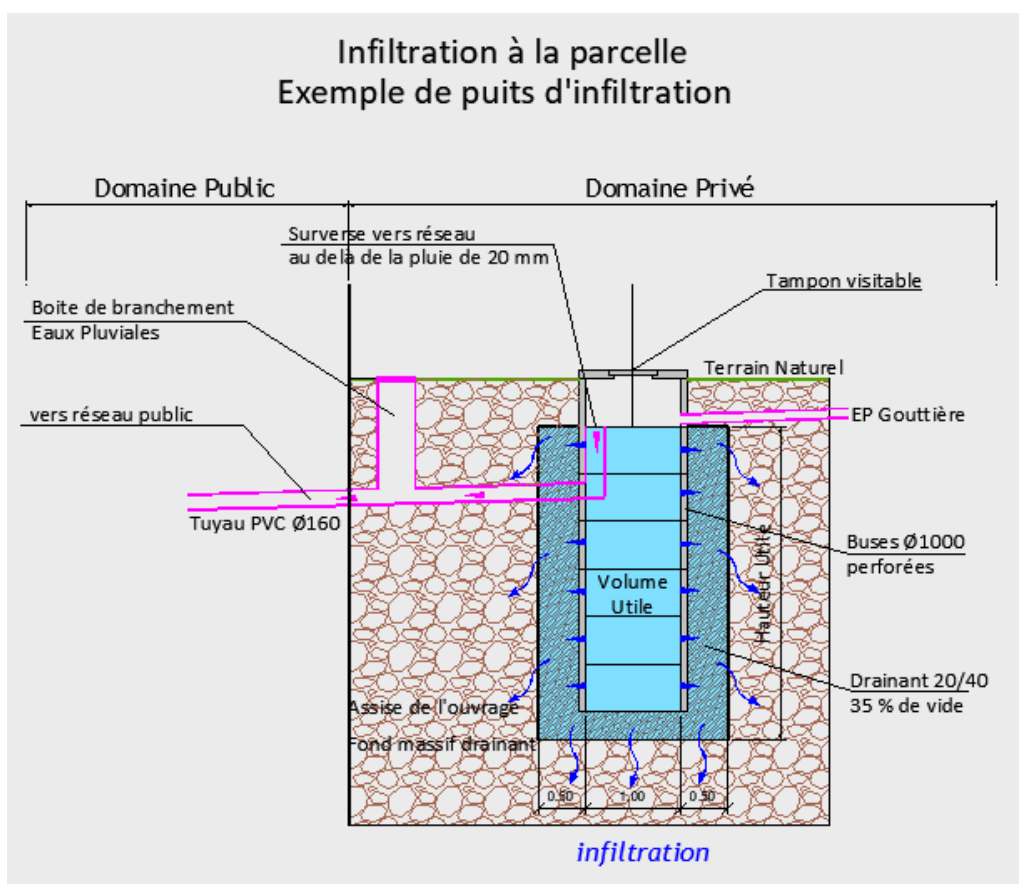 Infiltration à la parcelle
Exemple de puits d'infiltration
Domaine Public
Domaine Privé
Surverse vers réseau
au delà de la pluie de 20 mm
Tampon visitable
Boite de branchement
Eaux Pluviales
Terrain Naturel
vers réseau public
EP Gouttière
Tuyau PVC Ø160
Buses Ø1000
perforées
Hauteur Utile
Volume
Utile
Drainant 20/40
35 % de vide
Assise de l'ouvrage
Fond massif drainant
0.50
1.00
0.50
infiltration